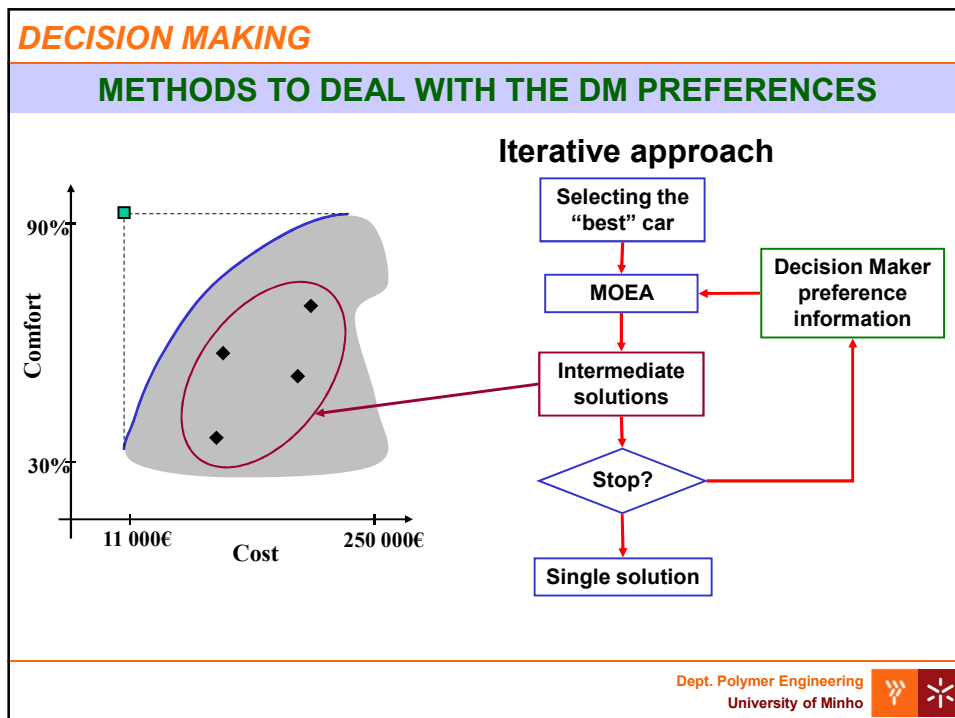 DECISION MAKING
METHODS TO DEAL WITH THE DM PREFERENCES
Iterative approach
90%
Comfort
30%
11 000€
Cost
250 000€
Selecting the
“best” car
MOEA
Decision Maker
preference
information
Intermediate
solutions
Stop?
Single solution
Dept. Polymer Engineering
University of Minho